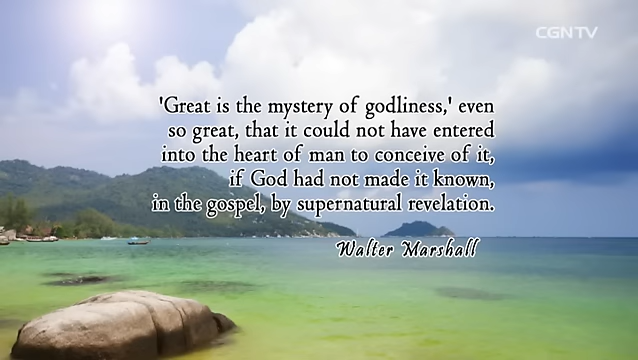 CGNTV
'Great is the mystery of godliness,' even
so great, that it could not have entered
into the heart of man to conceive of it,
if God had not made it known,
in the gospel, by supernatural revelation.
Walter Marshall